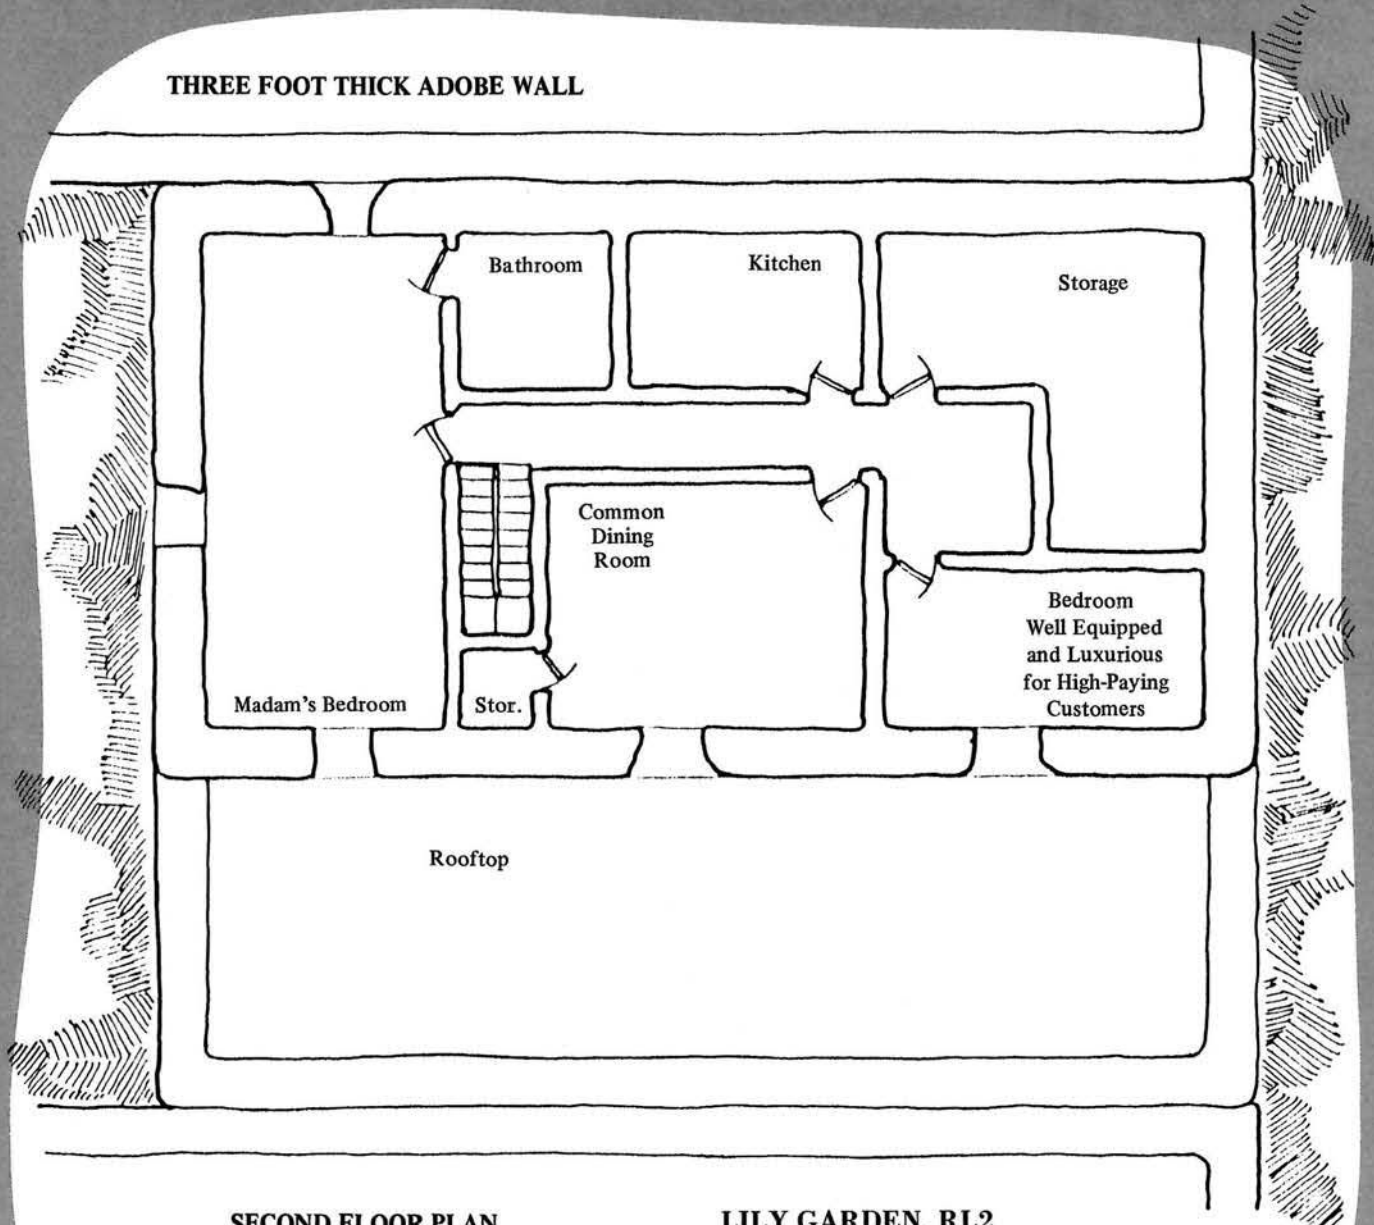 THREE FOOT THICK ADOBE WALL
Bathroom
Kitchen
Storage
Common
Dining
Room
Bedroom
Well Equipped
and Luxurious
for High-Paying
Customers
Madam's Bedroom
Stor.
Rooftop
SECOND FLOOR PLAN
LILY GARDEN, RL2